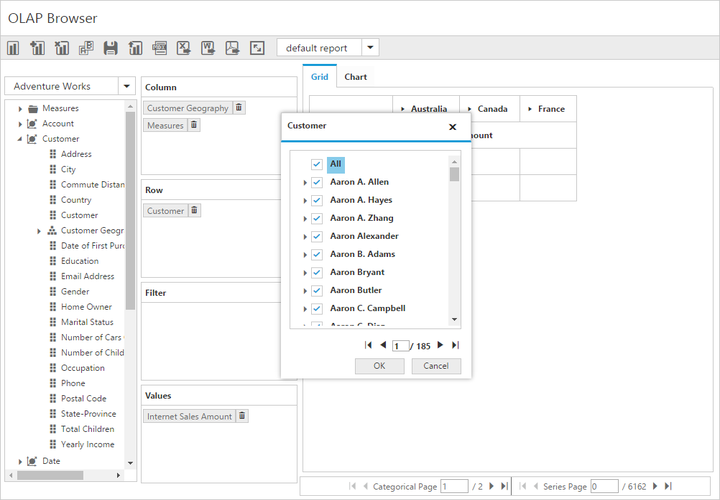 OLAP Browser
default report
Adventure Works
Measures
Account
Customer
Address
City
Commute Distan
Country
Customer
Customer Geogr
Date of First Purc
Education
Email Address
Gender
Home Owner
Marital Status
Number of Cars
Number of Child
Occupation
Phone
Postal Code
State-Province
Total Children
Yearly Income
Date
Column
Customer Geography
Measures
Row
Customer
Filter
Values
Internet Sales Amount
Grid Chart
Australia Canada France
ount
Customer
All
Aaron A. Allen
Aaron A. Hayes
Aaron A. Zhang
Aaron Alexander
Aaron B. Adams
Aaron Bryant
Aaron Butler
Aaron C. Campbell
1 / 185
OK Cancel
Categorical Page 1 / 2 Series Page 0 / 6162